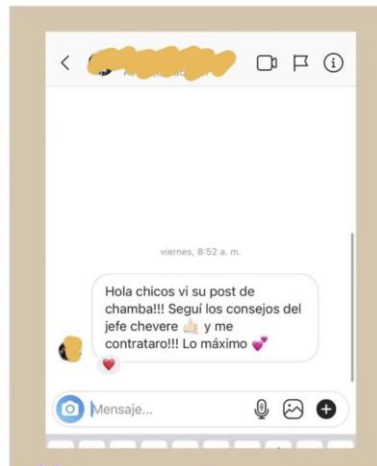 viernes, 8:52 a. m.
Hola chicos vi su post de
chamba!!! Seguí los consejos del
jefe chevere 🤙🏻 y me
contrataro!!! Lo máximo 💕
Mensaje...